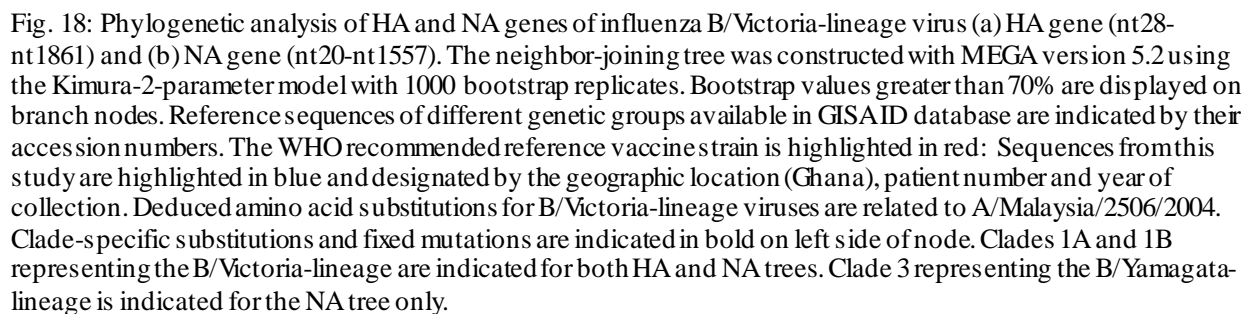 Fig. 18: Phylogenetic analysis of HA and NA genes of influenza B/Victoria-lineage virus (a) HA gene (nt28-
nt1861) and (b) NA gene (nt20-nt1557). The neighbor-joining tree was constructed with MEGA version 5.2 using
the Kimura-2-parameter model with 1000 bootstrap replicates. Bootstrap values greater than 70% are displayed on
branch nodes. Reference sequences of different genetic groups available in GISAID database are indicated by their
accession numbers. The WHO recommended reference vaccine strain is highlighted in red: Sequences from this
study are highlighted in blue and designated by the geographic location (Ghana), patient number and year of
collection. Deduced amino acid substitutions for B/Victoria-lineage viruses are related to A/Malaysia/2506/2004.
Clade-specific substitutions and fixed mutations are indicated in bold on left side of node. Clades 1A and 1B
representing the B/Victoria-lineage are indicated for both HA and NA trees. Clade 3 representing the B/Yamagata-
lineage is indicated for the NA tree only.